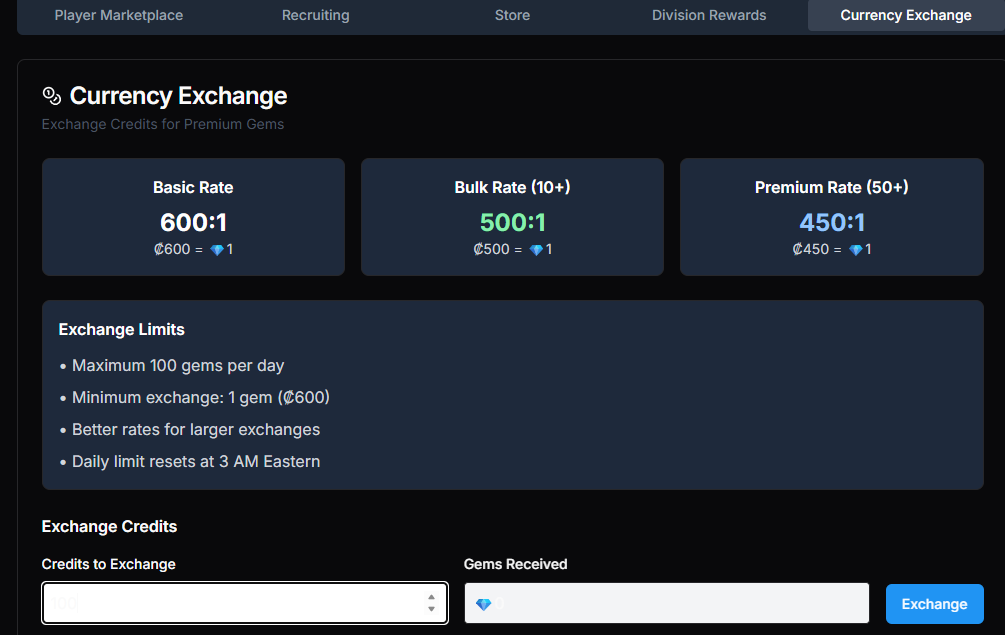 Player Marketplace Recruiting Store Division Rewards Currency Exchange
Currency Exchange
Exchange Credits for Premium Gems
Basic Rate
600:1
₡600 = 💎 1
Bulk Rate (10+)
500:1
₡500 = 💎 1
Premium Rate (50+)
450:1
₡450 = 💎 1
Exchange Limits
• Maximum 100 gems per day
• Minimum exchange: 1 gem (₡600)
• Better rates for larger exchanges
• Daily limit resets at 3 AM Eastern
Exchange Credits
Credits to Exchange
Gems Received
💎
Exchange